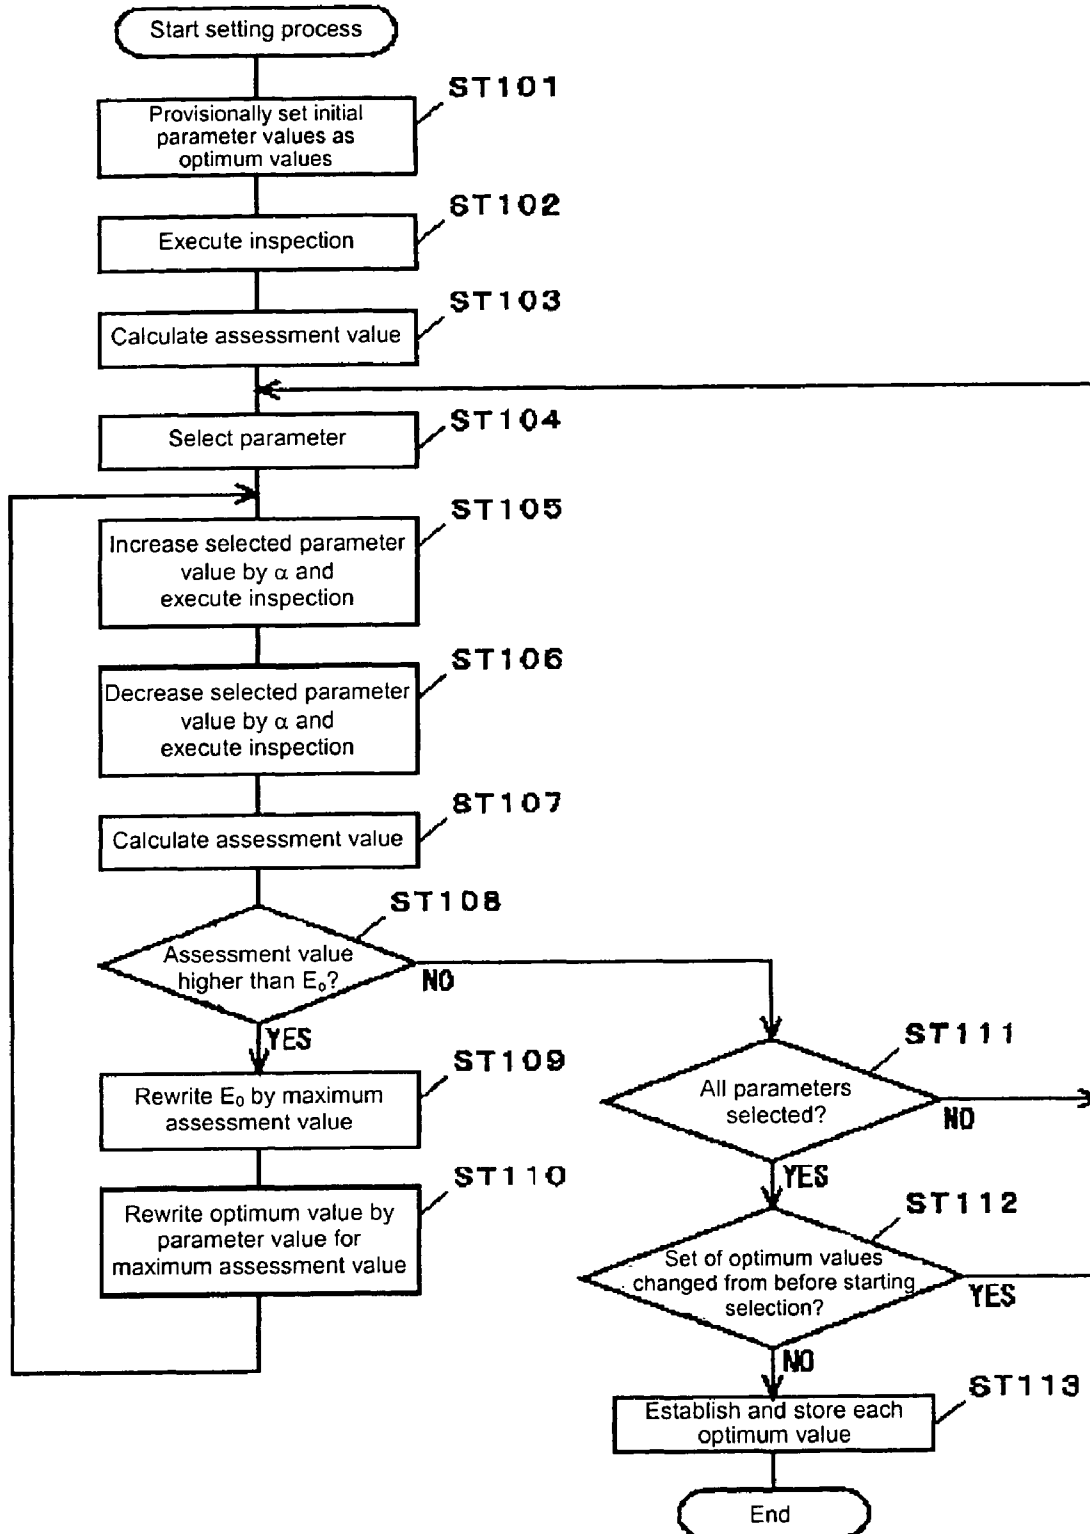 Start setting process
ST101
Provisionally set initial
parameter values as
optimum values
ST102
Execute inspection
ST103
Calculate assessment value
ST104
Select parameter
ST105
Increase selected parameter
value by α and
execute inspection
ST106
Decrease selected parameter
value by α and
execute inspection
ST107
Calculate assessment value
ST108
Assessment value
higher than E₀?
NO
YES
ST109
Rewrite E₀ by maximum
assessment value
ST110
Rewrite optimum value by
parameter value for
maximum assessment value
ST111
All parameters
selected?
NO
YES
ST112
Set of optimum values
changed from before starting
selection?
YES
NO
ST113
Establish and store each
optimum value
End